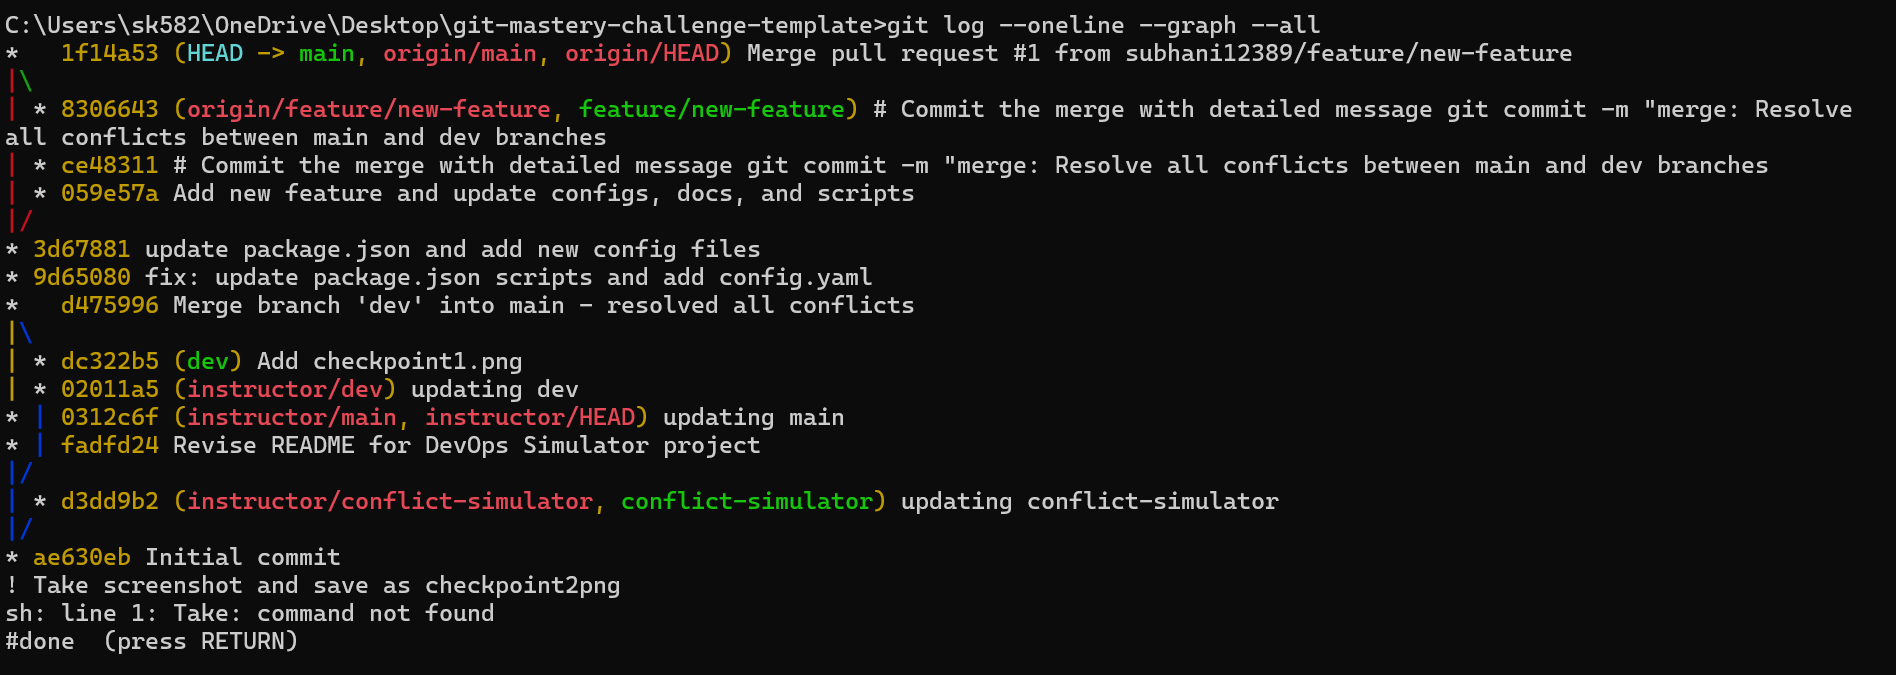 C:\Users\sk582\OneDrive\Desktop\git-mastery-challenge-template>git log --oneline --graph --all
*   1f14a53 (HEAD -> main, origin/main, origin/HEAD) Merge pull request #1 from subhani12389/feature/new-feature
|\
| * 8306643 (origin/feature/new-feature, feature/new-feature) # Commit the merge with detailed message git commit -m "merge: Resolve
all conflicts between main and dev branches
| * ce48311 # Commit the merge with detailed message git commit -m "merge: Resolve all conflicts between main and dev branches
| * 059e57a Add new feature and update configs, docs, and scripts
|/
* 3d67881 update package.json and add new config files
* 9d65080 fix: update package.json scripts and add config.yaml
*   d475996 Merge branch 'dev' into main - resolved all conflicts
|\
| * dc322b5 (dev) Add checkpoint1.png
| * 02011a5 (instructor/dev) updating dev
* | 0312c6f (instructor/main, instructor/HEAD) updating main
* | fadfd24 Revise README for DevOps Simulator project
|/
| * d3dd9b2 (instructor/conflict-simulator, conflict-simulator) updating conflict-simulator
|/
* ae630eb Initial commit
! Take screenshot and save as checkpoint2png
sh: line 1: Take: command not found
#done  (press RETURN)